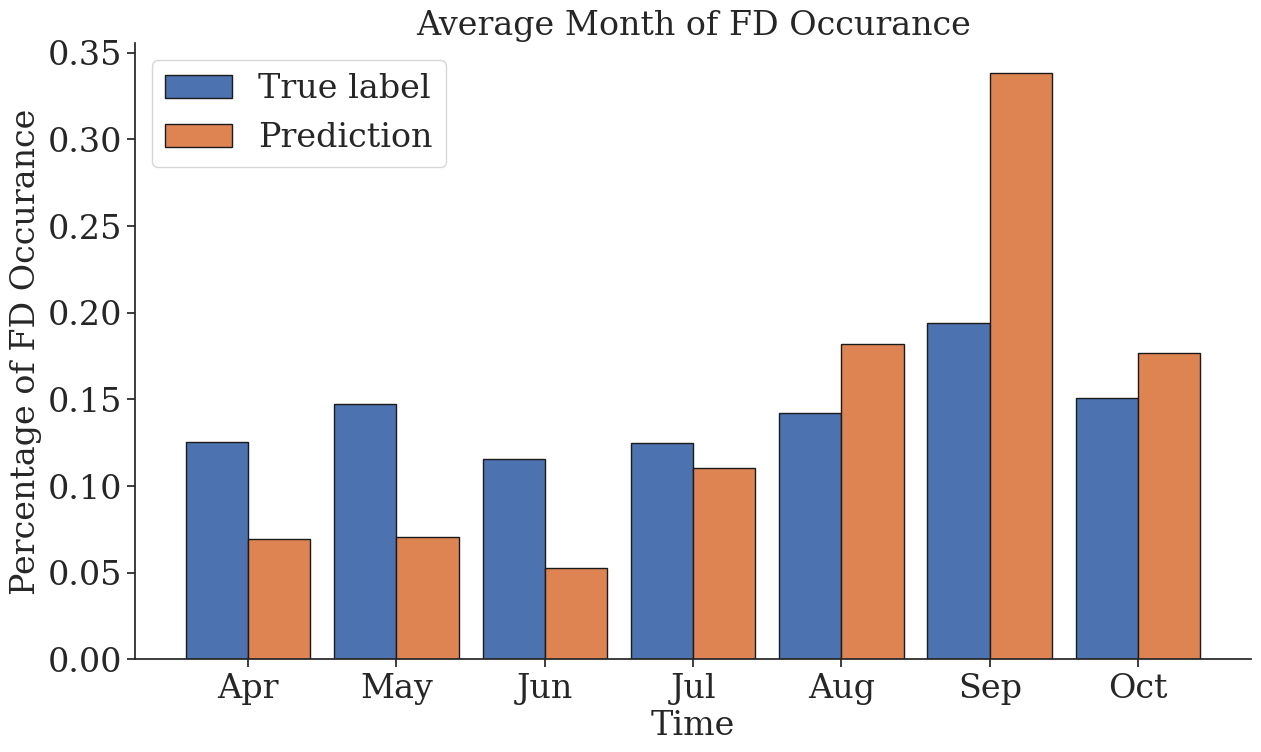 Average Month of FD Occurance
True label
Prediction
Percentage of FD Occurance
0.35
0.30
0.25
0.20
0.15
0.10
0.05
0.00
Apr May Jun Jul Aug Sep Oct
Time